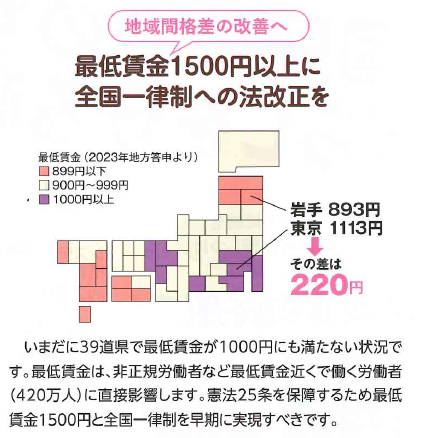 地域間格差の改善へ
最低賃金1500円以上に
全国一律制への法改正を
最低賃金（2023年地方答申より）
899円以下
900円～999円
1000円以上
岩手 893円
東京 1113円
その差は
220円
いまだに39道県で最低賃金が1000円にも満たない状況で
す。最低賃金は、非正規労働者など最低賃金近くで働く労働者
（420万人）に直接影響します。憲法25条を保障するため最低
賃金1500円と全国一律制を早期に実現すべきです。